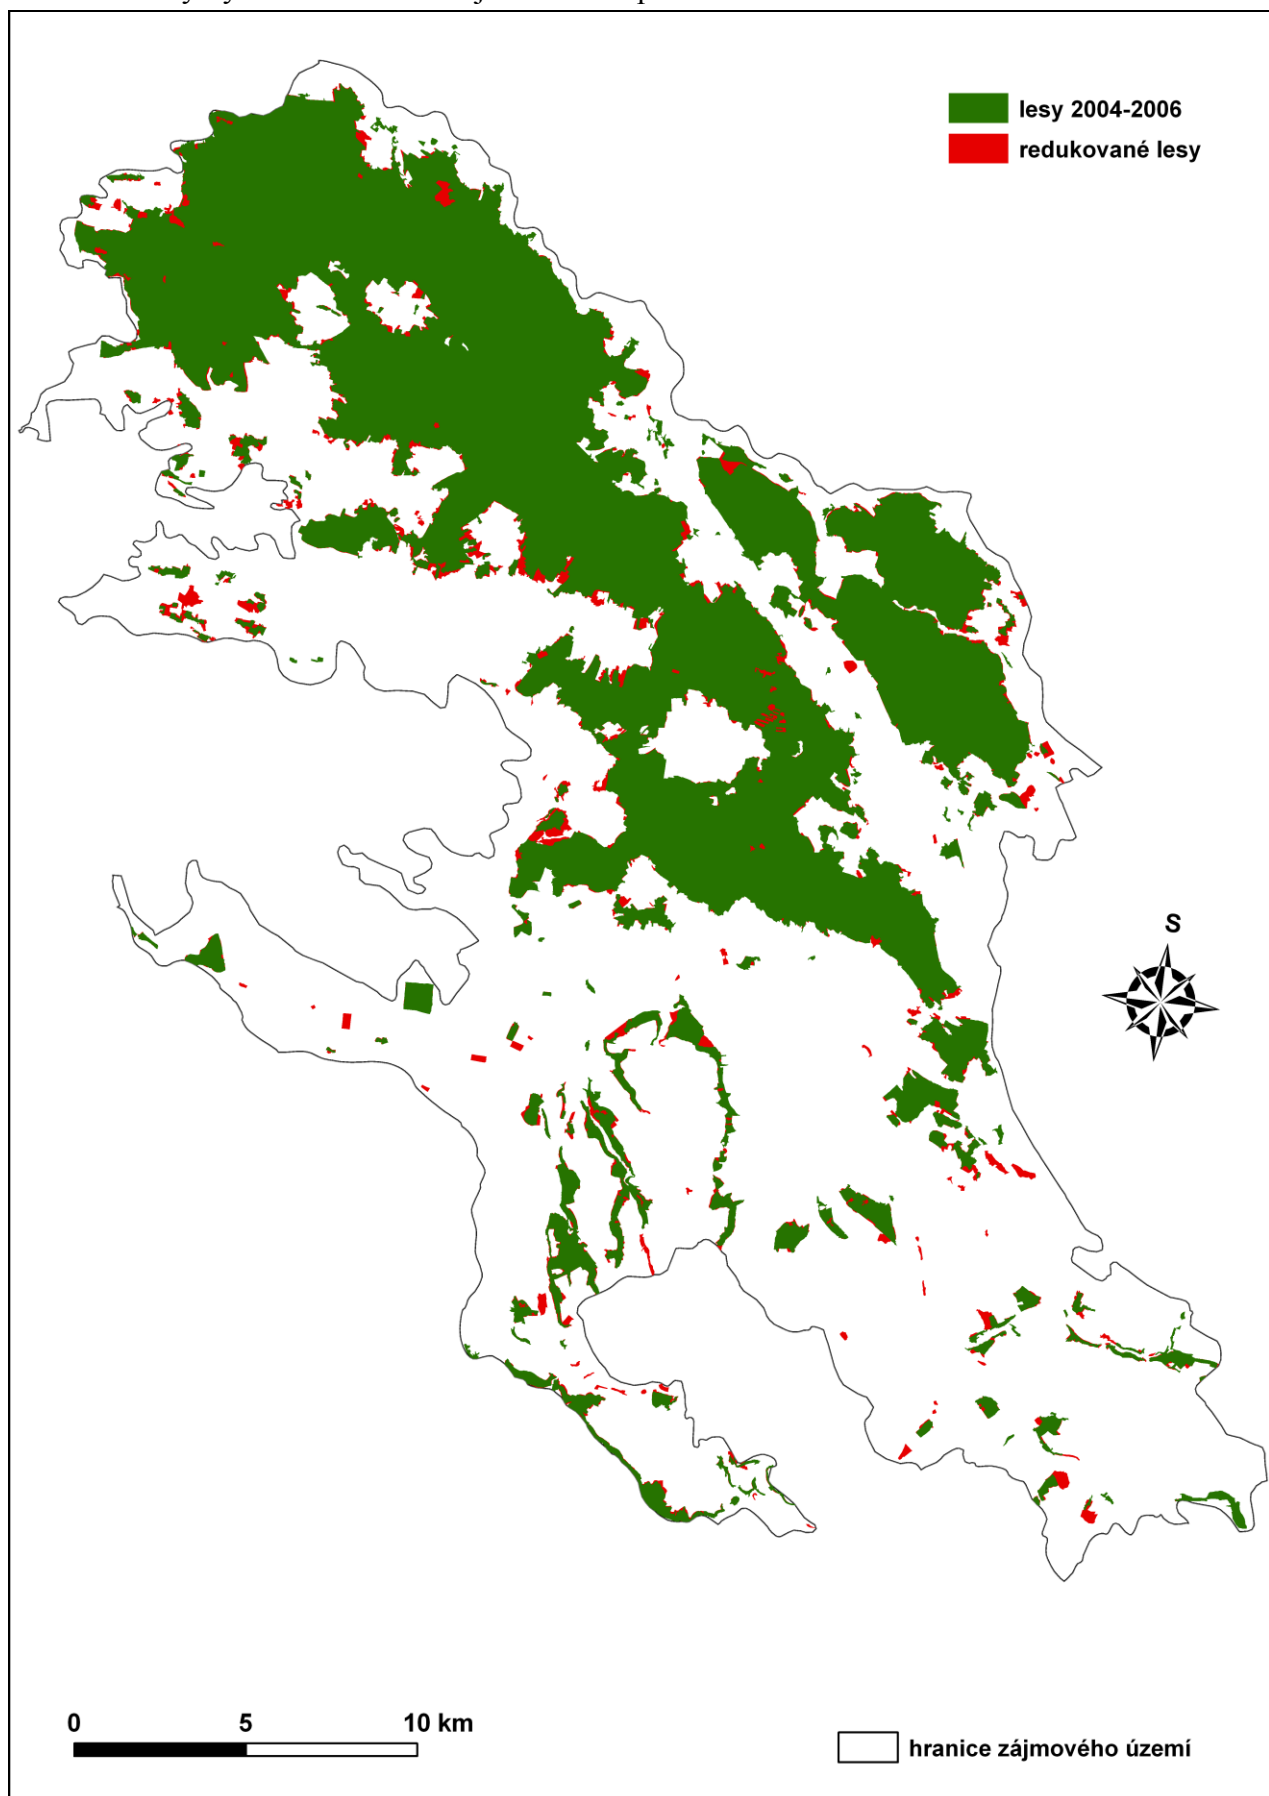 lesy 2004-2006
redukované lesy
S
0 5 10 km
hranice zájmového území